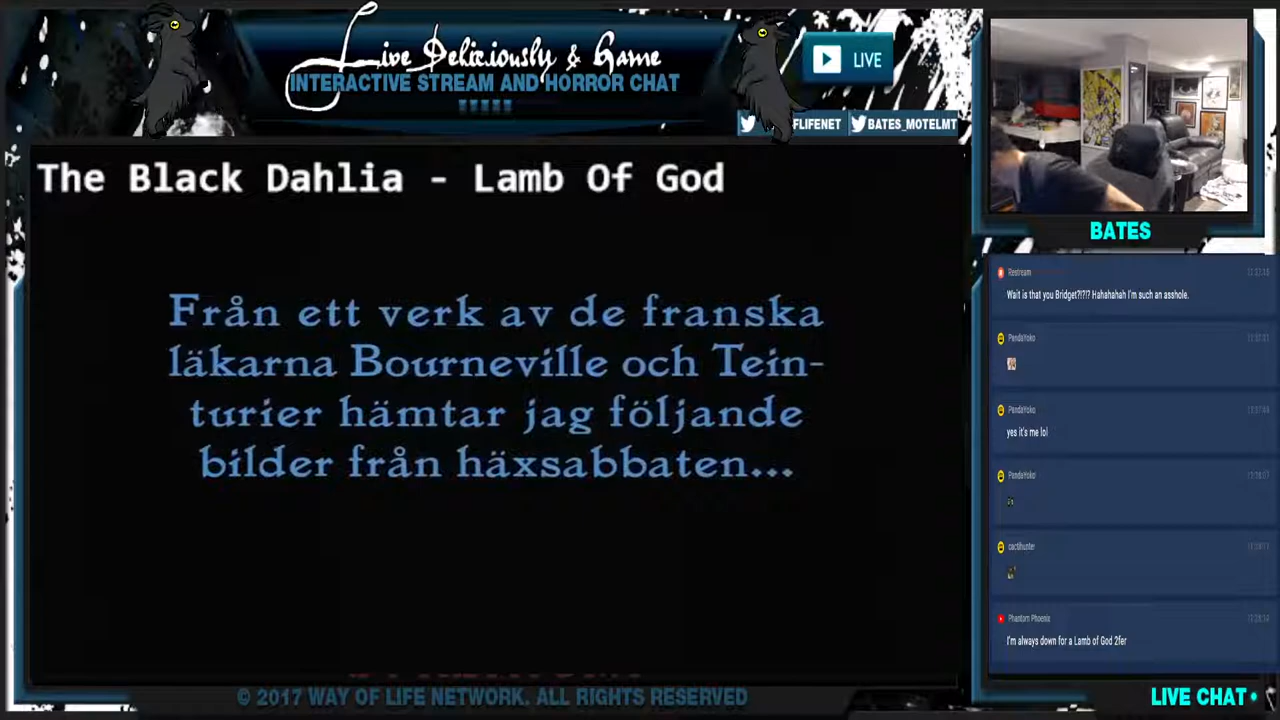 Live Deliciously & Game
INTERACTIVE STREAM AND HORROR CHAT
LIVE
FLIFENET
BATES_MOTELMT
The Black Dahlia - Lamb Of God
Från ett verk av de franska
läkarna Bourneville och Tein-
turier hämtar jag följande
bilder från häxsabbaten...
BATES
Restream
Wait is that you Bridget?!?!? Hahahahah I'm such an asshole.
PandaYoko
PandaYoko
yes it's me lol
PandaYoko
cacthunter
Phantom Phoenix
I'm always down for a Lamb of God 2fer
© 2017 WAY OF LIFE NETWORK. ALL RIGHTS RESERVED
LIVE CHAT